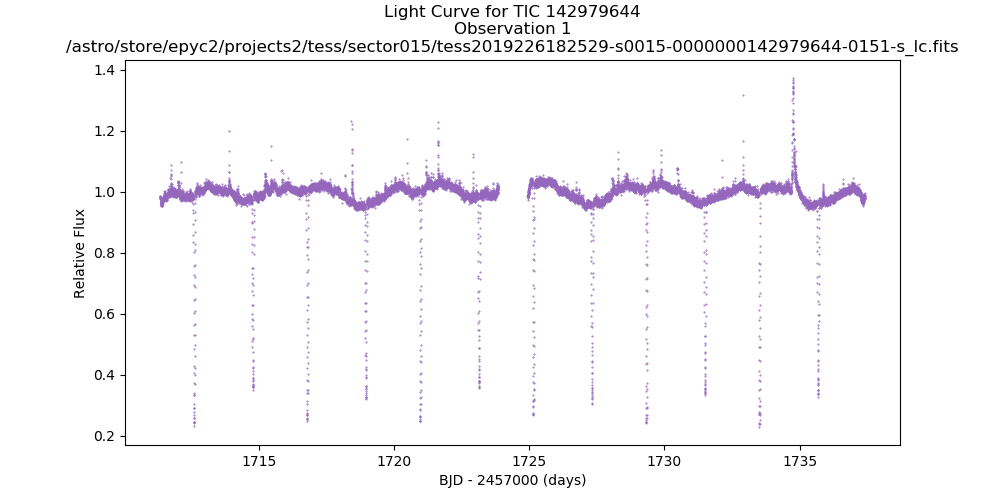 Light Curve for TIC 142979644
Observation 1
/astro/store/epyc2/projects2/tess/sector015/tess2019226182529-s0015-0000000142979644-0151-s_lc.fits
1.4
1.2
1.0
0.8
0.6
0.4
0.2
Relative Flux
1715
1720
1725
1730
1735
BJD - 2457000 (days)